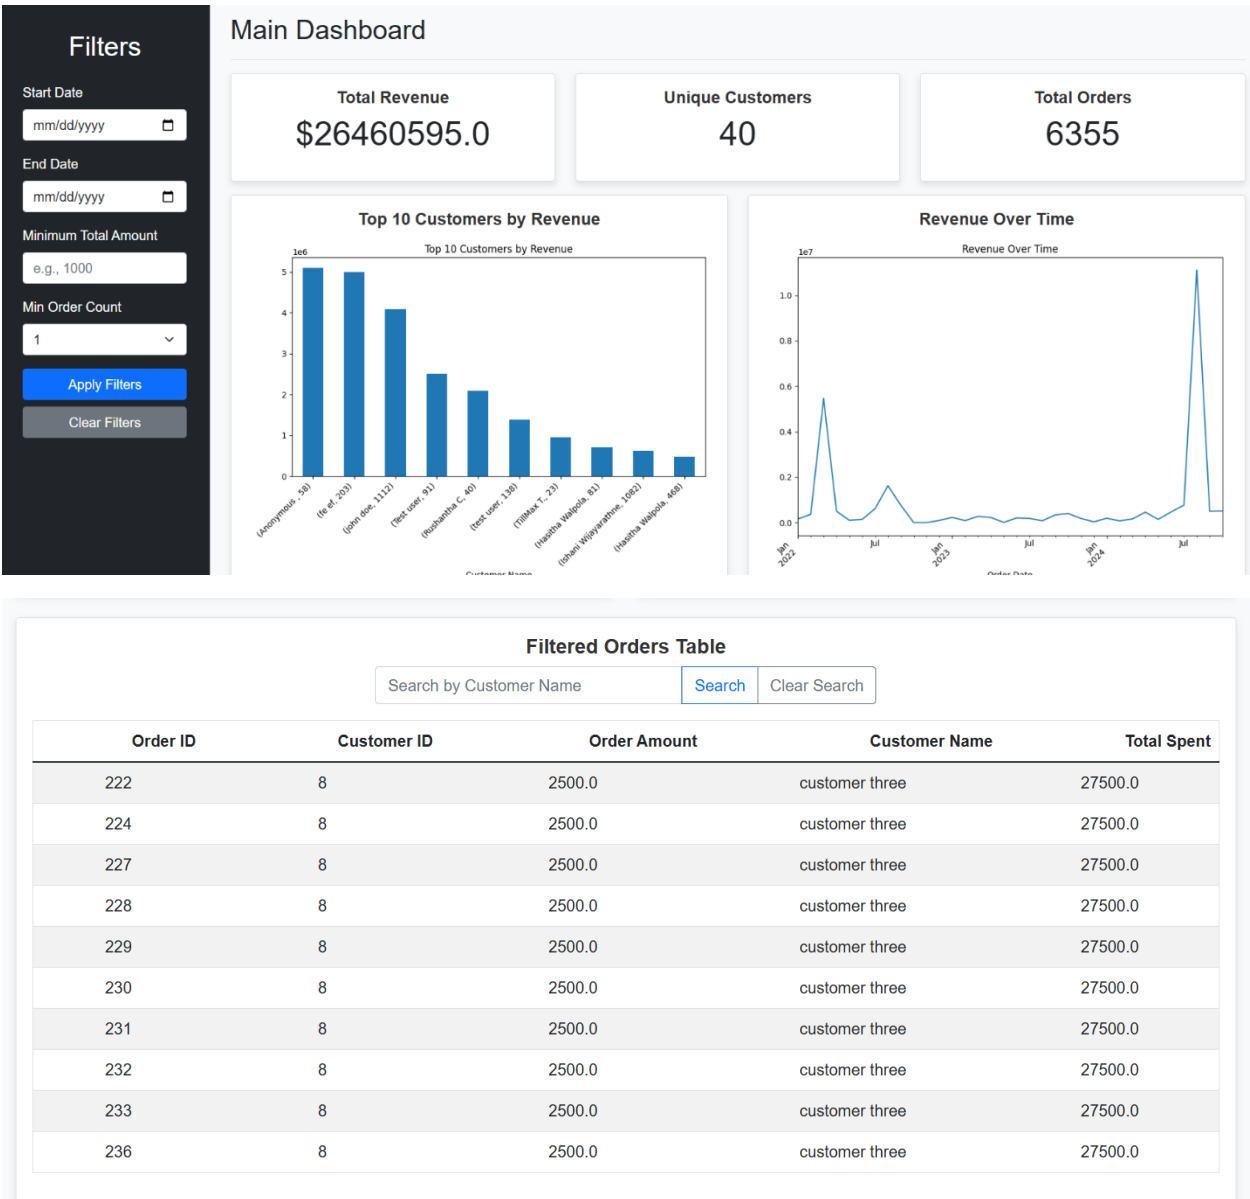 Filters
Start Date
mm/dd/yyyy
End Date
mm/dd/yyyy
Minimum Total Amount
e.g., 1000
Min Order Count
1
Apply Filters
Clear Filters
Main Dashboard
Total Revenue
$26460595.0
Unique Customers
40
Total Orders
6355
Top 10 Customers by Revenue
Top 10 Customers by Revenue
1e6
5
4
3
2
1
0
(Anonymous , 58)
(fe ef, 203)
(john doe, 1112)
(Test user, 91)
(Rushantha C, 40)
(test user, 138)
(TillMax T., 23)
(Hasitha Walpola, 81)
(Ishani Wijayarathne, 1082)
(Hasitha Walpola, 468)
Customer Name
Revenue Over Time
Revenue Over Time
1e7
1.0
0.8
0.6
0.4
0.2
0.0
Jan 2022
Jul
Jan 2023
Jul
Jan 2024
Jul
Order Date
Filtered Orders Table
Search by Customer Name Search Clear Search
Order ID Customer ID Order Amount Customer Name Total Spent
222 8 2500.0 customer three 27500.0
224 8 2500.0 customer three 27500.0
227 8 2500.0 customer three 27500.0
228 8 2500.0 customer three 27500.0
229 8 2500.0 customer three 27500.0
230 8 2500.0 customer three 27500.0
231 8 2500.0 customer three 27500.0
232 8 2500.0 customer three 27500.0
233 8 2500.0 customer three 27500.0
236 8 2500.0 customer three 27500.0